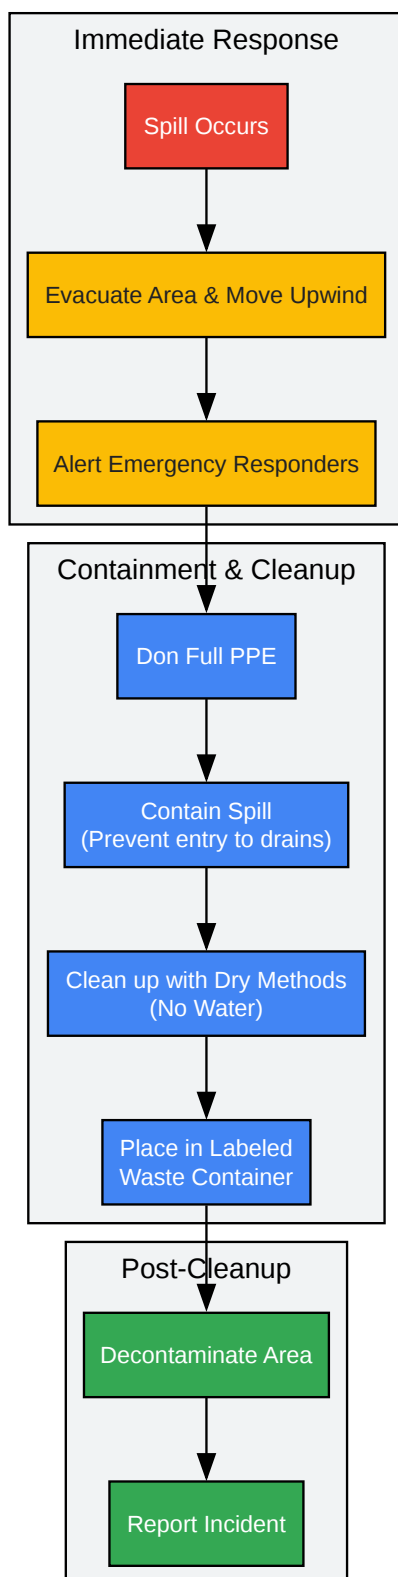 Immediate Response
Spill Occurs
Evacuate Area & Move Upwind
Alert Emergency Responders
Containment & Cleanup
Don Full PPE
Contain Spill
(Prevent entry to drains)
Clean up with Dry Methods
(No Water)
Place in Labeled
Waste Container
Post-Cleanup
Decontaminate Area
Report Incident